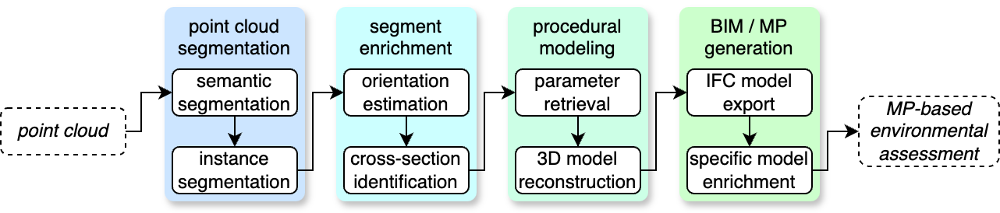 point cloud
point cloud
segmentation
semantic
segmentation
instance
segmentation
segment
enrichment
orientation
estimation
cross-section
identification
procedural
modeling
parameter
retrieval
3D model
reconstruction
BIM / MP
generation
IFC model
export
specific model
enrichment
MP-based
environmental
assessment